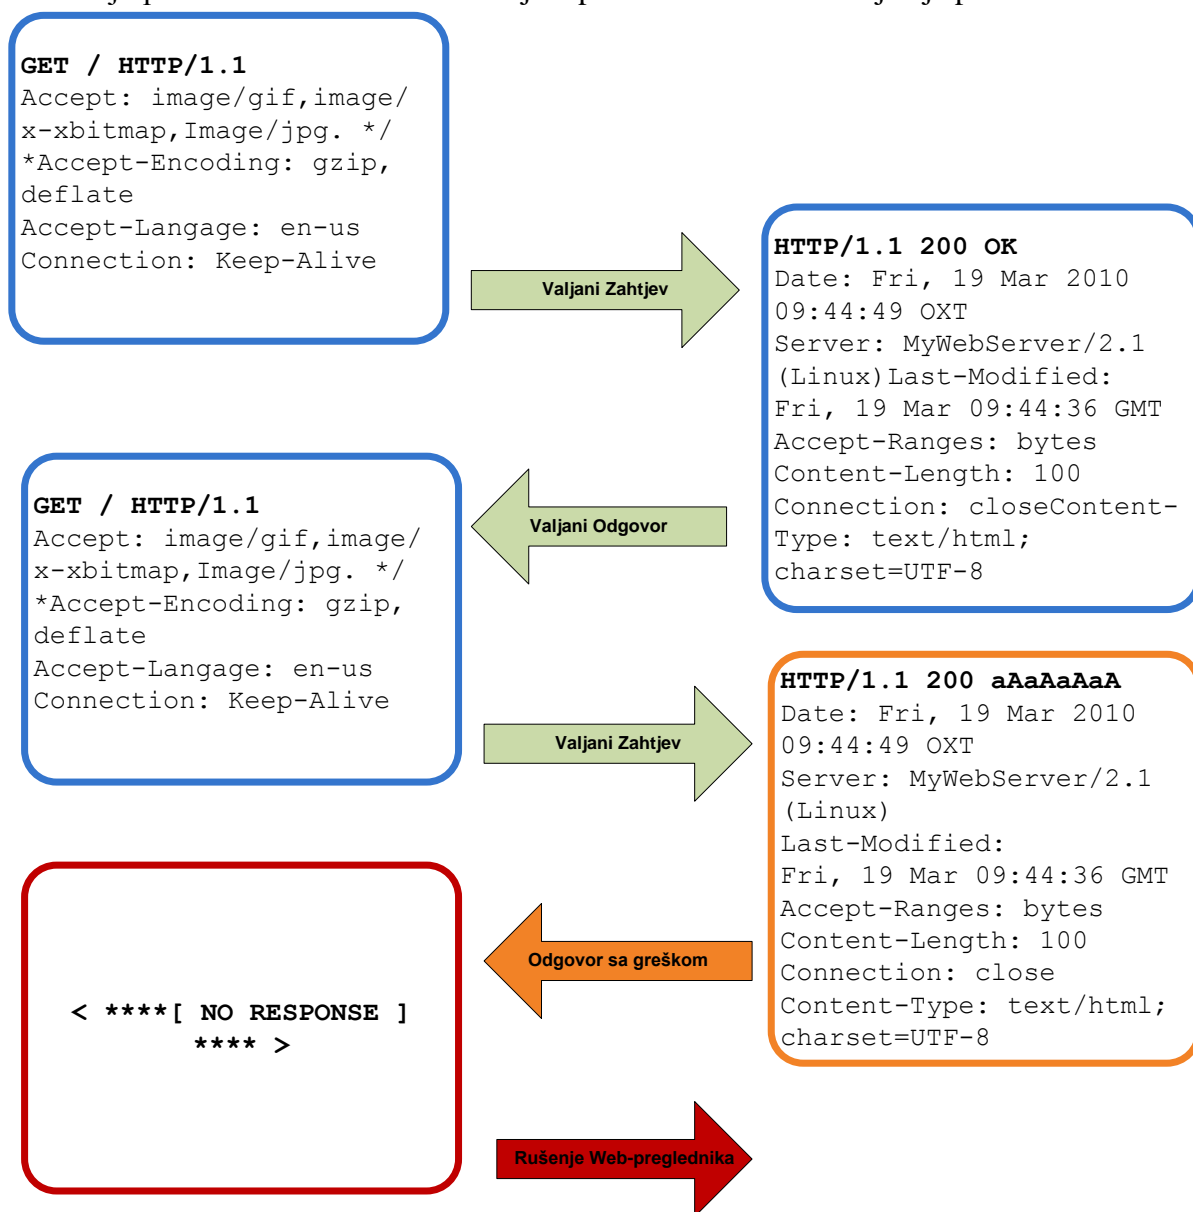 GET / HTTP/1.1
Accept: image/gif,image/
x-xbitmap,Image/jpg. */
*Accept-Encoding: gzip,
deflate
Accept-Langage: en-us
Connection: Keep-Alive
Valjani Zahtjev
HTTP/1.1 200 OK
Date: Fri, 19 Mar 2010
09:44:49 OXT
Server: MyWebServer/2.1
(Linux)Last-Modified:
Fri, 19 Mar 09:44:36 GMT
Accept-Ranges: bytes
Content-Length: 100
Connection: closeContent-
Type: text/html;
charset=UTF-8
Valjani Odgovor
GET / HTTP/1.1
Accept: image/gif,image/
x-xbitmap,Image/jpg. */
*Accept-Encoding: gzip,
deflate
Accept-Langage: en-us
Connection: Keep-Alive
Valjani Zahtjev
HTTP/1.1 200 aAaAaAaA
Date: Fri, 19 Mar 2010
09:44:49 OXT
Server: MyWebServer/2.1
(Linux)
Last-Modified:
Fri, 19 Mar 09:44:36 GMT
Accept-Ranges: bytes
Content-Length: 100
Connection: close
Content-Type: text/html;
charset=UTF-8
Odgovor sa greškom
< ****[ NO RESPONSE ]
**** >
Rušenje Web-preglednika